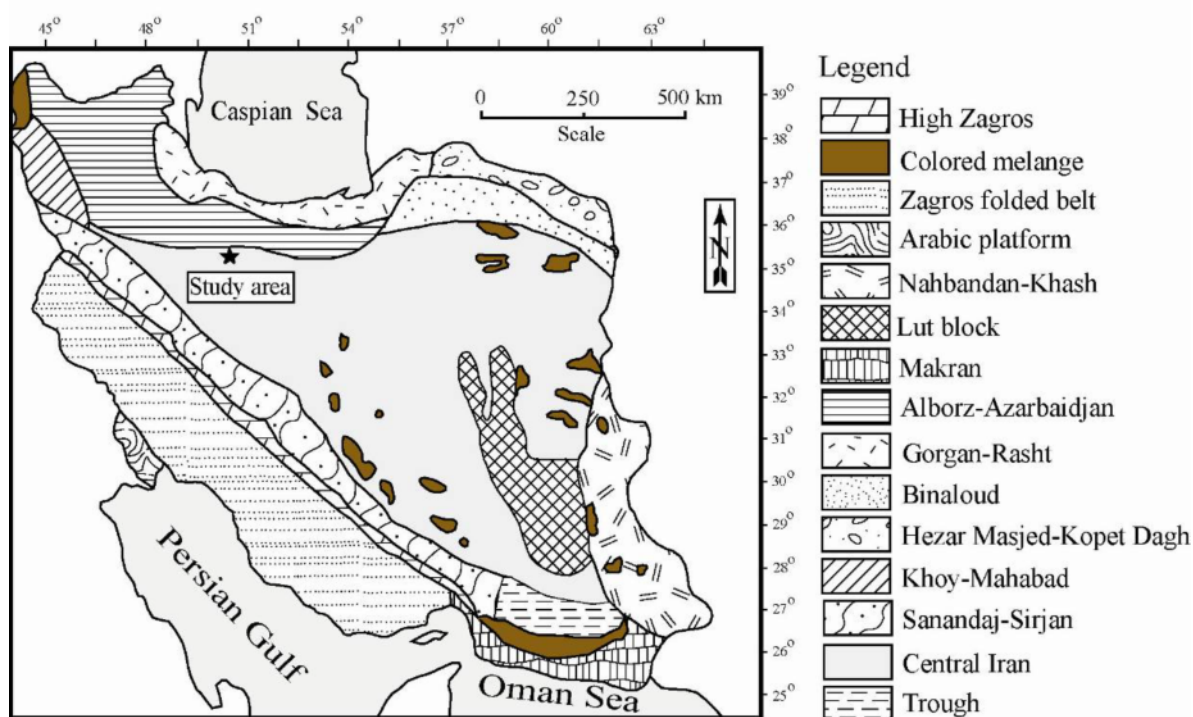 45° 48° 51° 54° 57° 60° 63°
Legend
Caspian Sea
0 250 500 km
Scale
39°
38°
37°
36°
35°
34°
33°
32°
31°
30°
29°
28°
27°
26°
25°
N
Study area
Persian Gulf
Oman Sea
High Zagros
Colored melange
Zagros folded belt
Arabic platform
Nahbandan-Khash
Lut block
Makran
Alborz-Azarbaidjan
Gorgan-Rasht
Binaloud
Hezar Masjed-Kopet Dagh
Khoy-Mahabad
Sanandaj-Sirjan
Central Iran
Trough